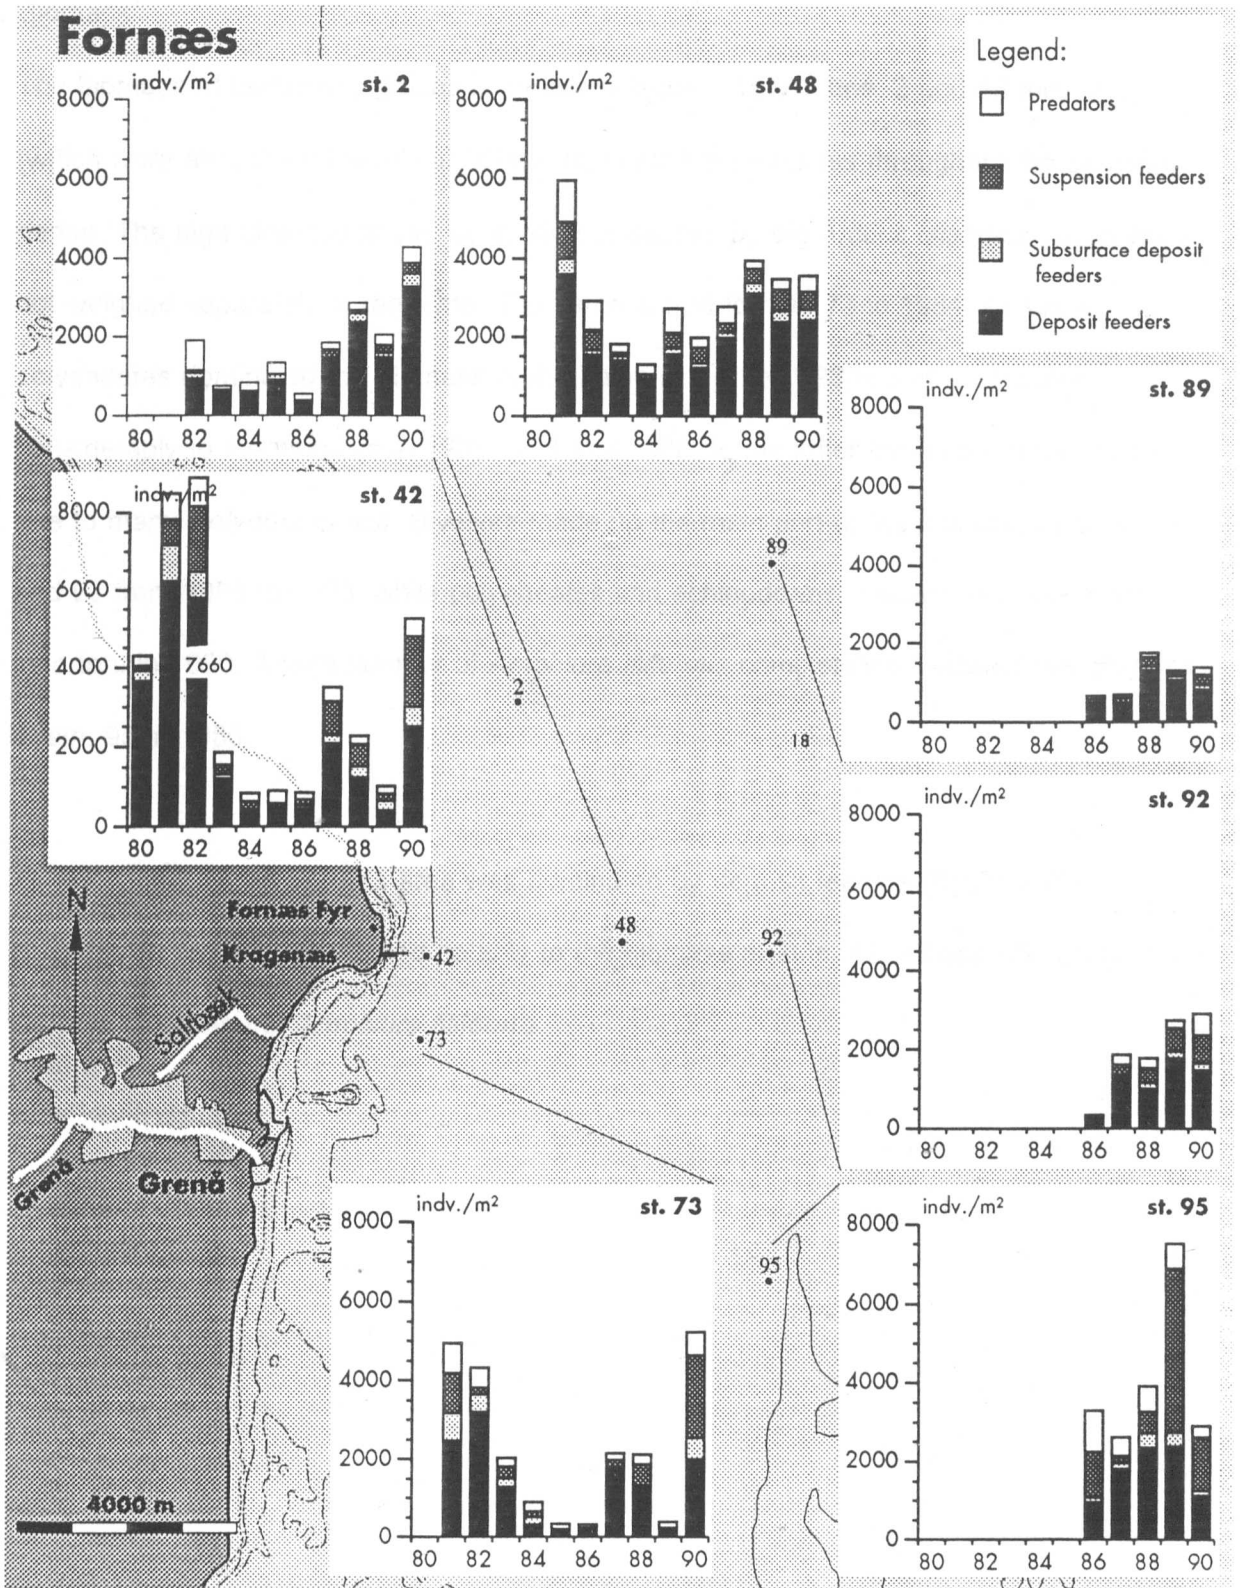 Fornæs
indv./m² st. 2
8000
6000
4000
2000
0
80 82 84 86 88 90
indv./m² st. 48
8000
6000
4000
2000
0
80 82 84 86 88 90
Legend:
Predators
Suspension feeders
Subsurface deposit
feeders
Deposit feeders
indv./m² st. 89
8000
6000
4000
2000
0
80 82 84 86 88 90
indv./m² st. 42
8000
6000
4000
2000
0
7660
80 82 84 86 88 90
89
2
18
indv./m² st. 92
8000
6000
4000
2000
0
80 82 84 86 88 90
N
Fornæs Fyr
Kragenæs
42
48
92
73
Saltbæk
Grenå
Grenå
4000 m
indv./m² st. 73
8000
6000
4000
2000
0
80 82 84 86 88 90
95
indv./m² st. 95
8000
6000
4000
2000
0
80 82 84 86 88 90